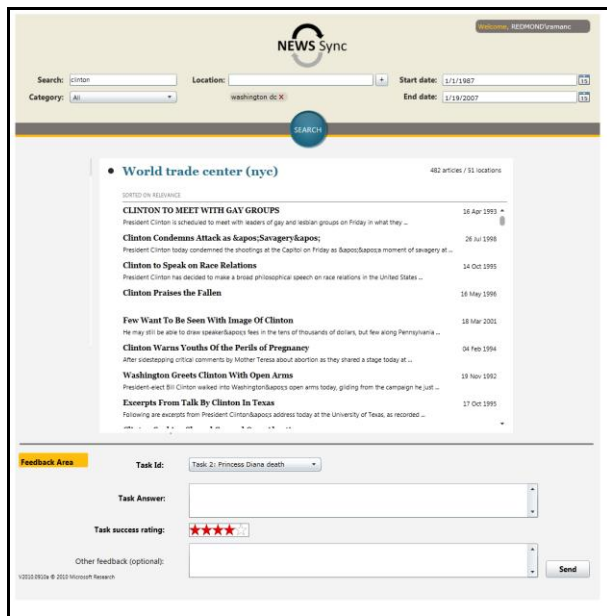 Welcome, REDMOND\romanc
NEWS Sync
Search: clinton
Location: +
Start date: 1/1/1987 15
Category: All
washington dc X
End date: 1/19/2007 15
SEARCH
World trade center (nyc)
482 articles / 51 locations
SORTED ON RELEVANCE
CLINTON TO MEET WITH GAY GROUPS 16 Apr 1993
President Clinton is scheduled to meet with leaders of gay and lesbian groups on Friday in what they ...
Clinton Condemns Attack as &apos;Savagery&apos; 26 Jul 1998
President Clinton today condemned the shootings at the Capitol on Friday as &apos;&apos;a moment of savagery at ...
Clinton to Speak on Race Relations 14 Oct 1995
President Clinton has decided to make a broad philosophical speech on race relations in the United States ...
Clinton Praises the Fallen 16 May 1996
Few Want To Be Seen With Image Of Clinton 18 Mar 2001
He may still be able to draw speaker&apos;s fees in the tens of thousands of dollars, but few along Pennsylvania ...
Clinton Warns Youths Of the Perils of Pregnancy 04 Feb 1994
After sidestepping critical comments by Mother Teresa about abortion as they shared a stage today at ...
Washington Greets Clinton With Open Arms 19 Nov 1992
President-elect Bill Clinton walked into Washington&apos;s open arms today, gliding from the campaign he just ...
Excerpts From Talk By Clinton In Texas 17 Oct 1995
Following are excerpts from President Clinton&apos;s address today at the University of Texas, as recorded ...
Feedback Area
Task Id: Task 2: Princess Diana death
Task Answer:
Task success rating:
Other feedback (optional):
Send
V2010.0910a © 2010 Microsoft Research